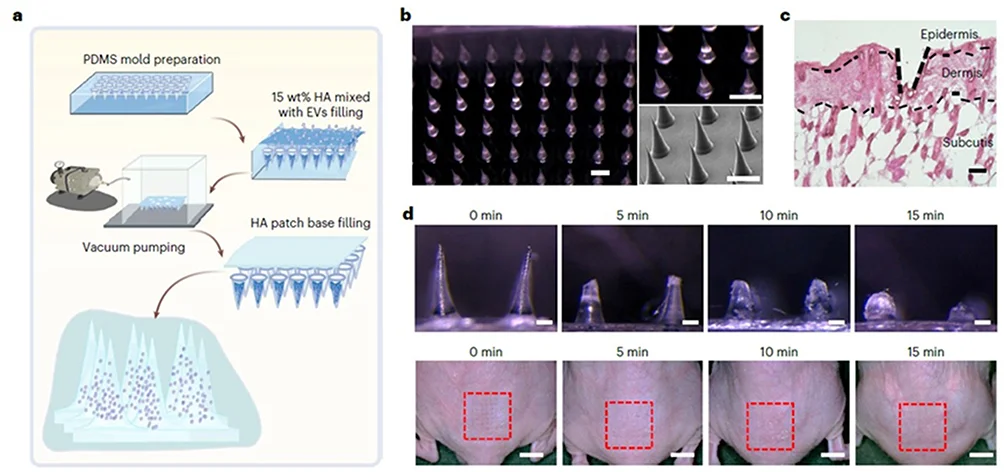 a
PDMS mold preparation
15 wt% HA mixed
with EVs filling
Vacuum pumping
HA patch base filling
b
c
Epidermis
Dermis
Subcutis
d
0 min
5 min
10 min
15 min
0 min
5 min
10 min
15 min